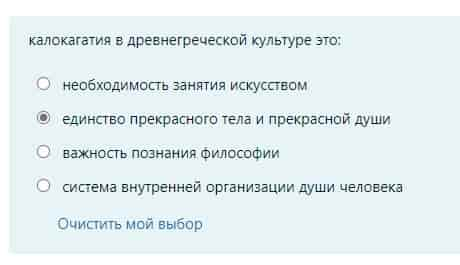 калокагатия в древнегреческой культуре это:
необходимость занятия искусством
единство прекрасного тела и прекрасной души
важность познания философии
система внутренней организации души человека
Очистить мой выбор